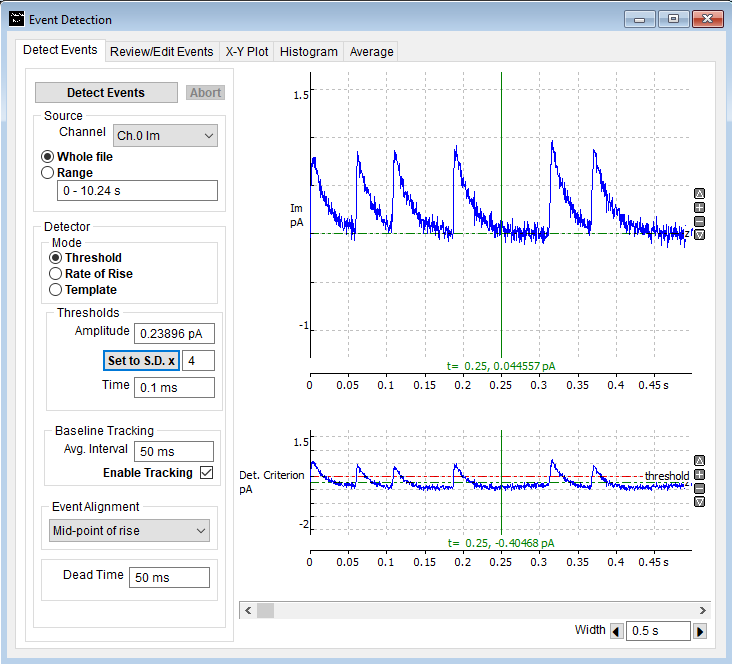 Event Detection
Detect Events Review/Edit Events X-Y Plot Histogram Average
Detect Events Abort
Source
Channel Ch.0 Im
Whole file
Range
0 - 10.24 s
Detector
Mode
Threshold
Rate of Rise
Template
Thresholds
Amplitude 0.23896 pA
Set to S.D. x 4
Time 0.1 ms
Baseline Tracking
Avg. Interval 50 ms
Enable Tracking
Event Alignment
Mid-point of rise
Dead Time 50 ms
1.5
Im
pA
-1
t= 0.25, 0.044557 pA
0 0.05 0.1 0.15 0.2 0.25 0.3 0.35 0.4 0.45 s
1.5
Det. Criterion
pA
threshold
-2
t= 0.25, -0.40468 pA
0 0.05 0.1 0.15 0.2 0.25 0.3 0.35 0.4 0.45 s
Width 0.5 s